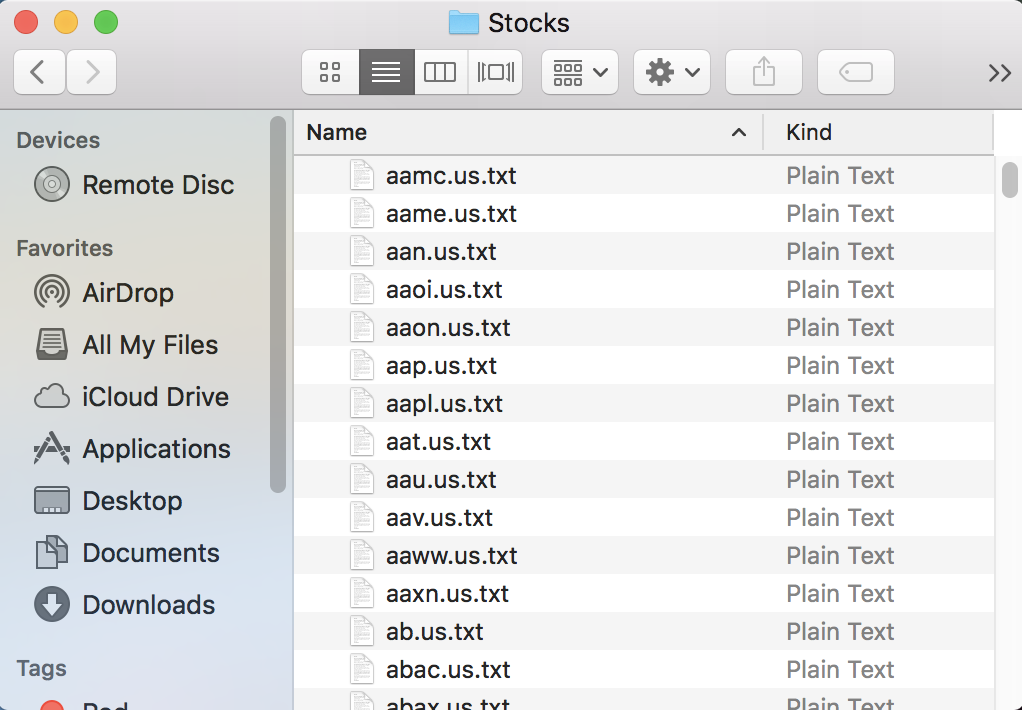 Stocks
Name Kind
Devices
Remote Disc
Favorites
AirDrop
All My Files
iCloud Drive
Applications
Desktop
Documents
Downloads
Tags
Red
aamc.us.txt Plain Text
aame.us.txt Plain Text
aan.us.txt Plain Text
aaoi.us.txt Plain Text
aaon.us.txt Plain Text
aap.us.txt Plain Text
aapl.us.txt Plain Text
aat.us.txt Plain Text
aau.us.txt Plain Text
aav.us.txt Plain Text
aaww.us.txt Plain Text
aaxn.us.txt Plain Text
ab.us.txt Plain Text
abac.us.txt Plain Text
abax.us.txt Plain Text